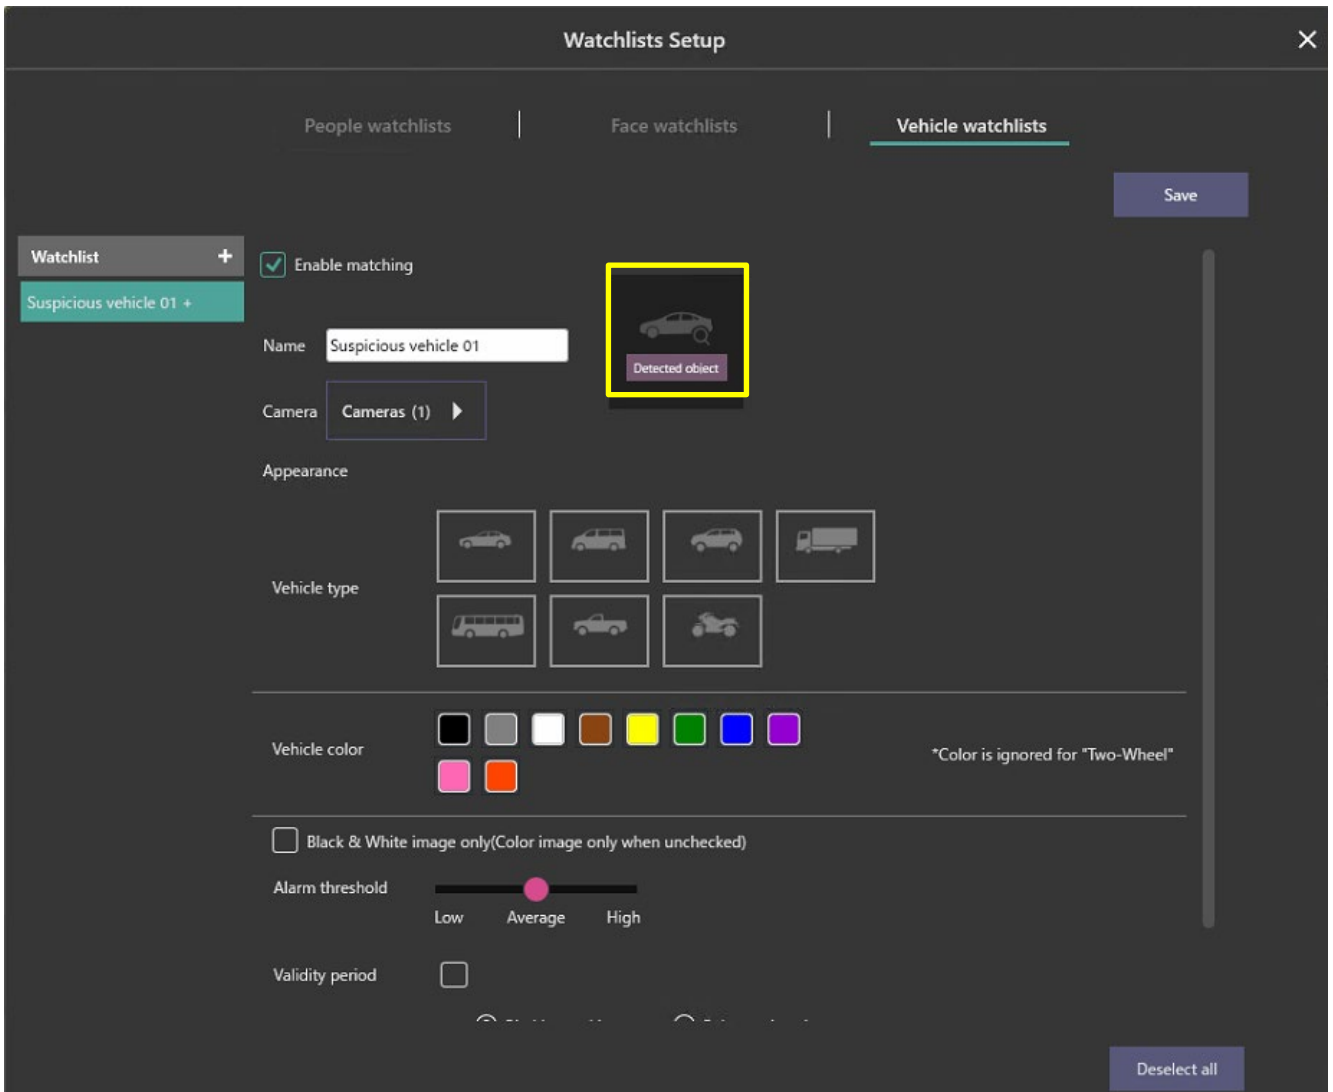 Watchlists Setup
People watchlists
Face watchlists
Vehicle watchlists
Save
Watchlist
Enable matching
Suspicious vehicle 01 +
Name
Suspicious vehicle 01
Detected object
Camera
Cameras (1)
Appearance
Vehicle type
Vehicle color
*Color is ignored for "Two-Wheel"
Black & White image only(Color image only when unchecked)
Alarm threshold
Low
Average
High
Validity period
Deselect all